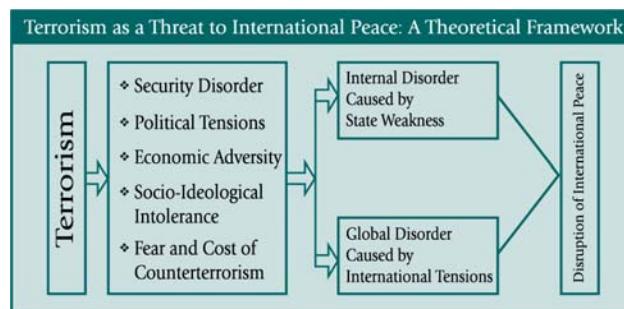 Terrorism as a Threat to International Peace: A Theoretical Framework
Terrorism
❖ Security Disorder
❖ Political Tensions
❖ Economic Adversity
❖ Socio-Ideological
Intolerance
❖ Fear and Cost of
Counterterrorism
Internal Disorder
Caused by
State Weakness
Global Disorder
Caused by
International Tensions
Disruption of International Peace